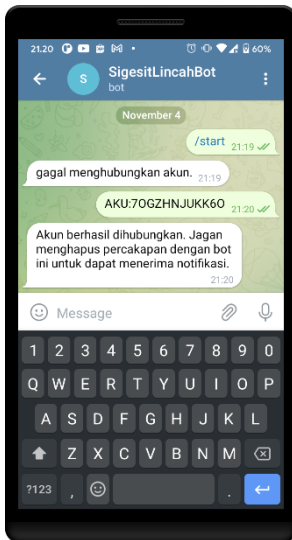 21.20
60%
SigesitLincahBot
S
bot
November 4
/start 21:19
gagal menghubungkan akun. 21:19
AKU:7OGZHNJUKK6O 21:20
Akun berhasil dihubungkan. Jagan
menghapus percakapan dengan bot
ini untuk dapat menerima notifikasi.
21:20
Message
1 2 3 4 5 6 7 8 9 0
Q W E R T Y U I O P
A S D F G H J K L
Z X C V B N M
?123 , .